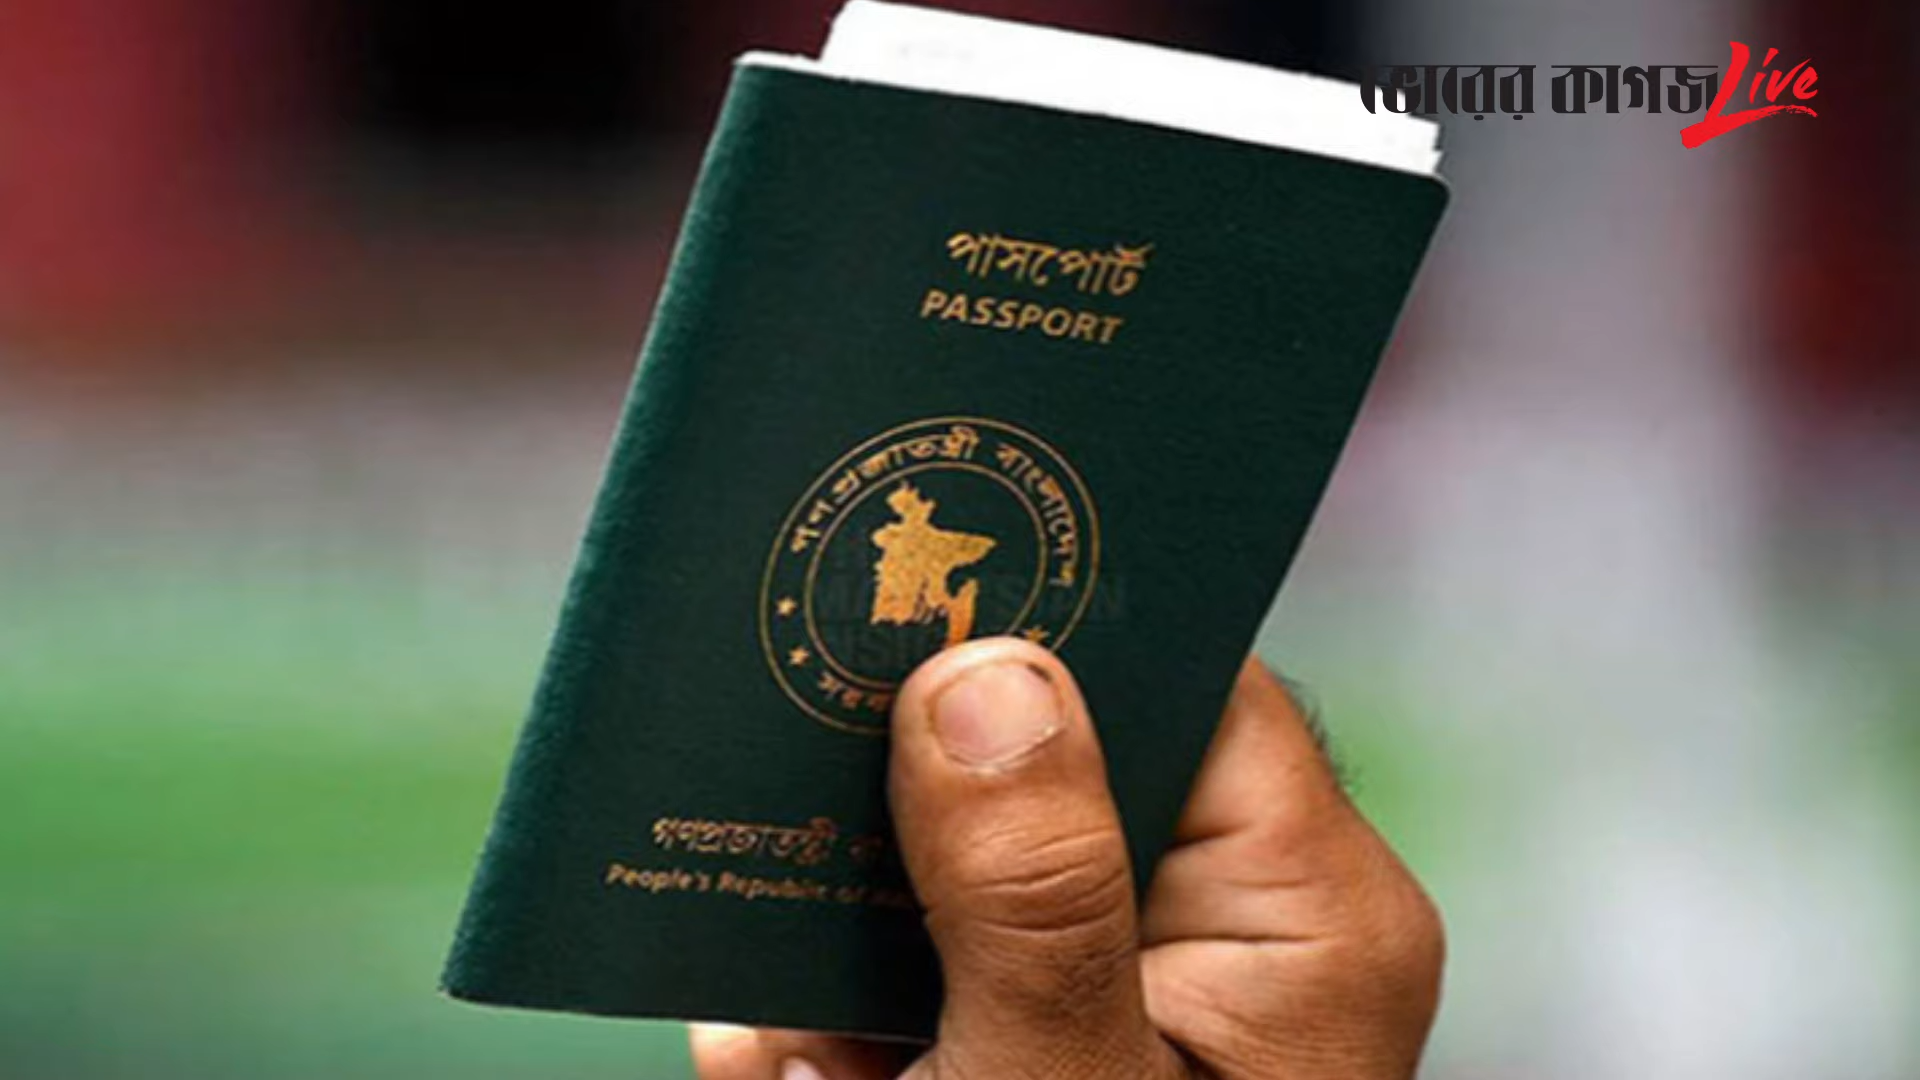 ভোরের কাগজ Live
পাসপোর্ট
PASSPORT
গণপ্রজাতন্ত্রী বাংলাদেশ
গণপ্রজাতন্ত্রী
People's Republic of